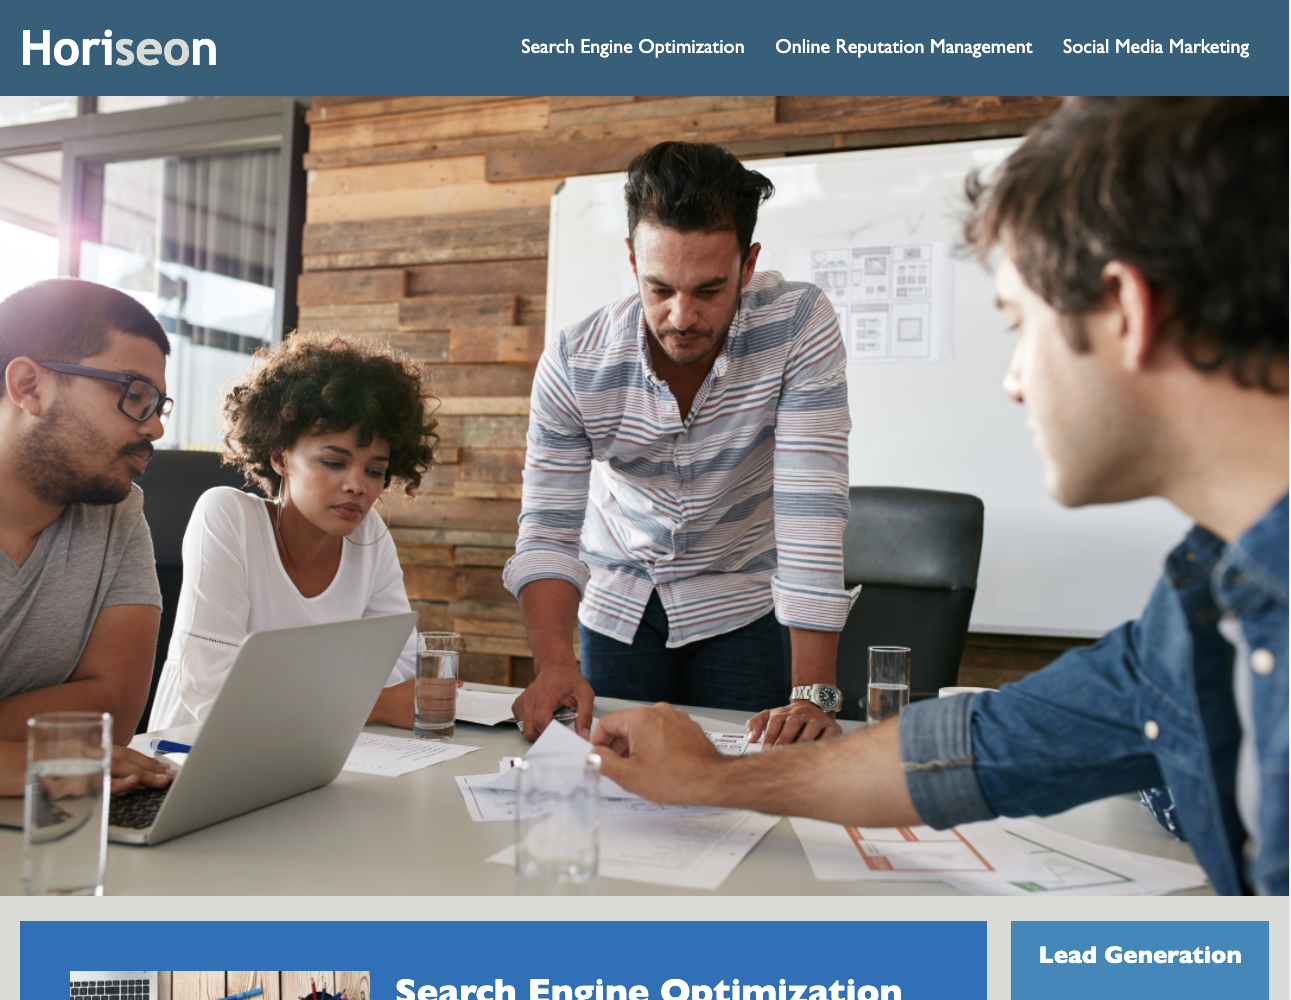 Horiseon
Search Engine Optimization Online Reputation Management Social Media Marketing
Search Engine Optimization
Lead Generation